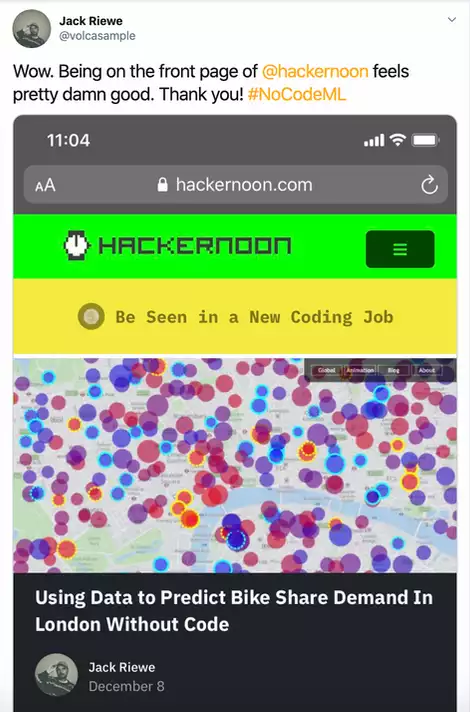 Jack Riewe
@volcasample
Wow. Being on the front page of @hackernoon feels
pretty damn good. Thank you! #NoCodeML
11:04
AA hackernoon.com
HACKERNOON
Be Seen in a New Coding Job
Global Animation Blog About
Using Data to Predict Bike Share Demand In
London Without Code
Jack Riewe
December 8